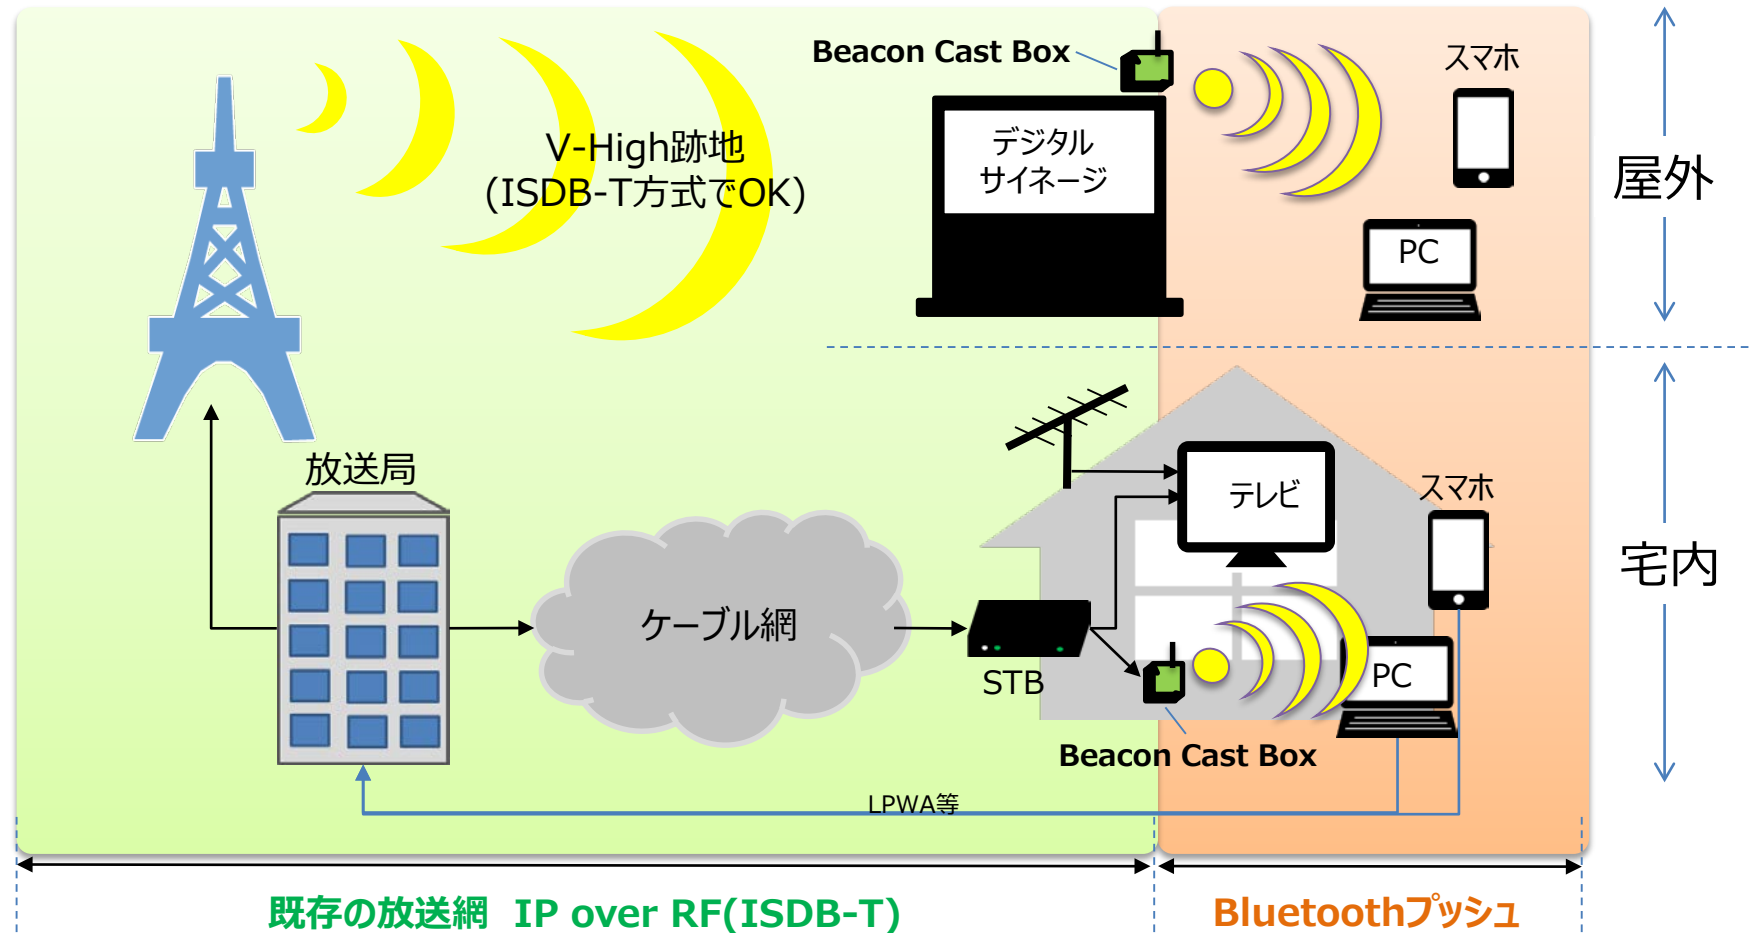 Beacon Cast Box
スマホ
V-High跡地
(ISDB-T方式でOK)
デジタル
サイネージ
屋外
PC
放送局
テレビ
スマホ
宅内
ケーブル網
STB
PC
Beacon Cast Box
LPWA等
既存の放送網 IP over RF(ISDB-T)
Bluetoothプッシュ